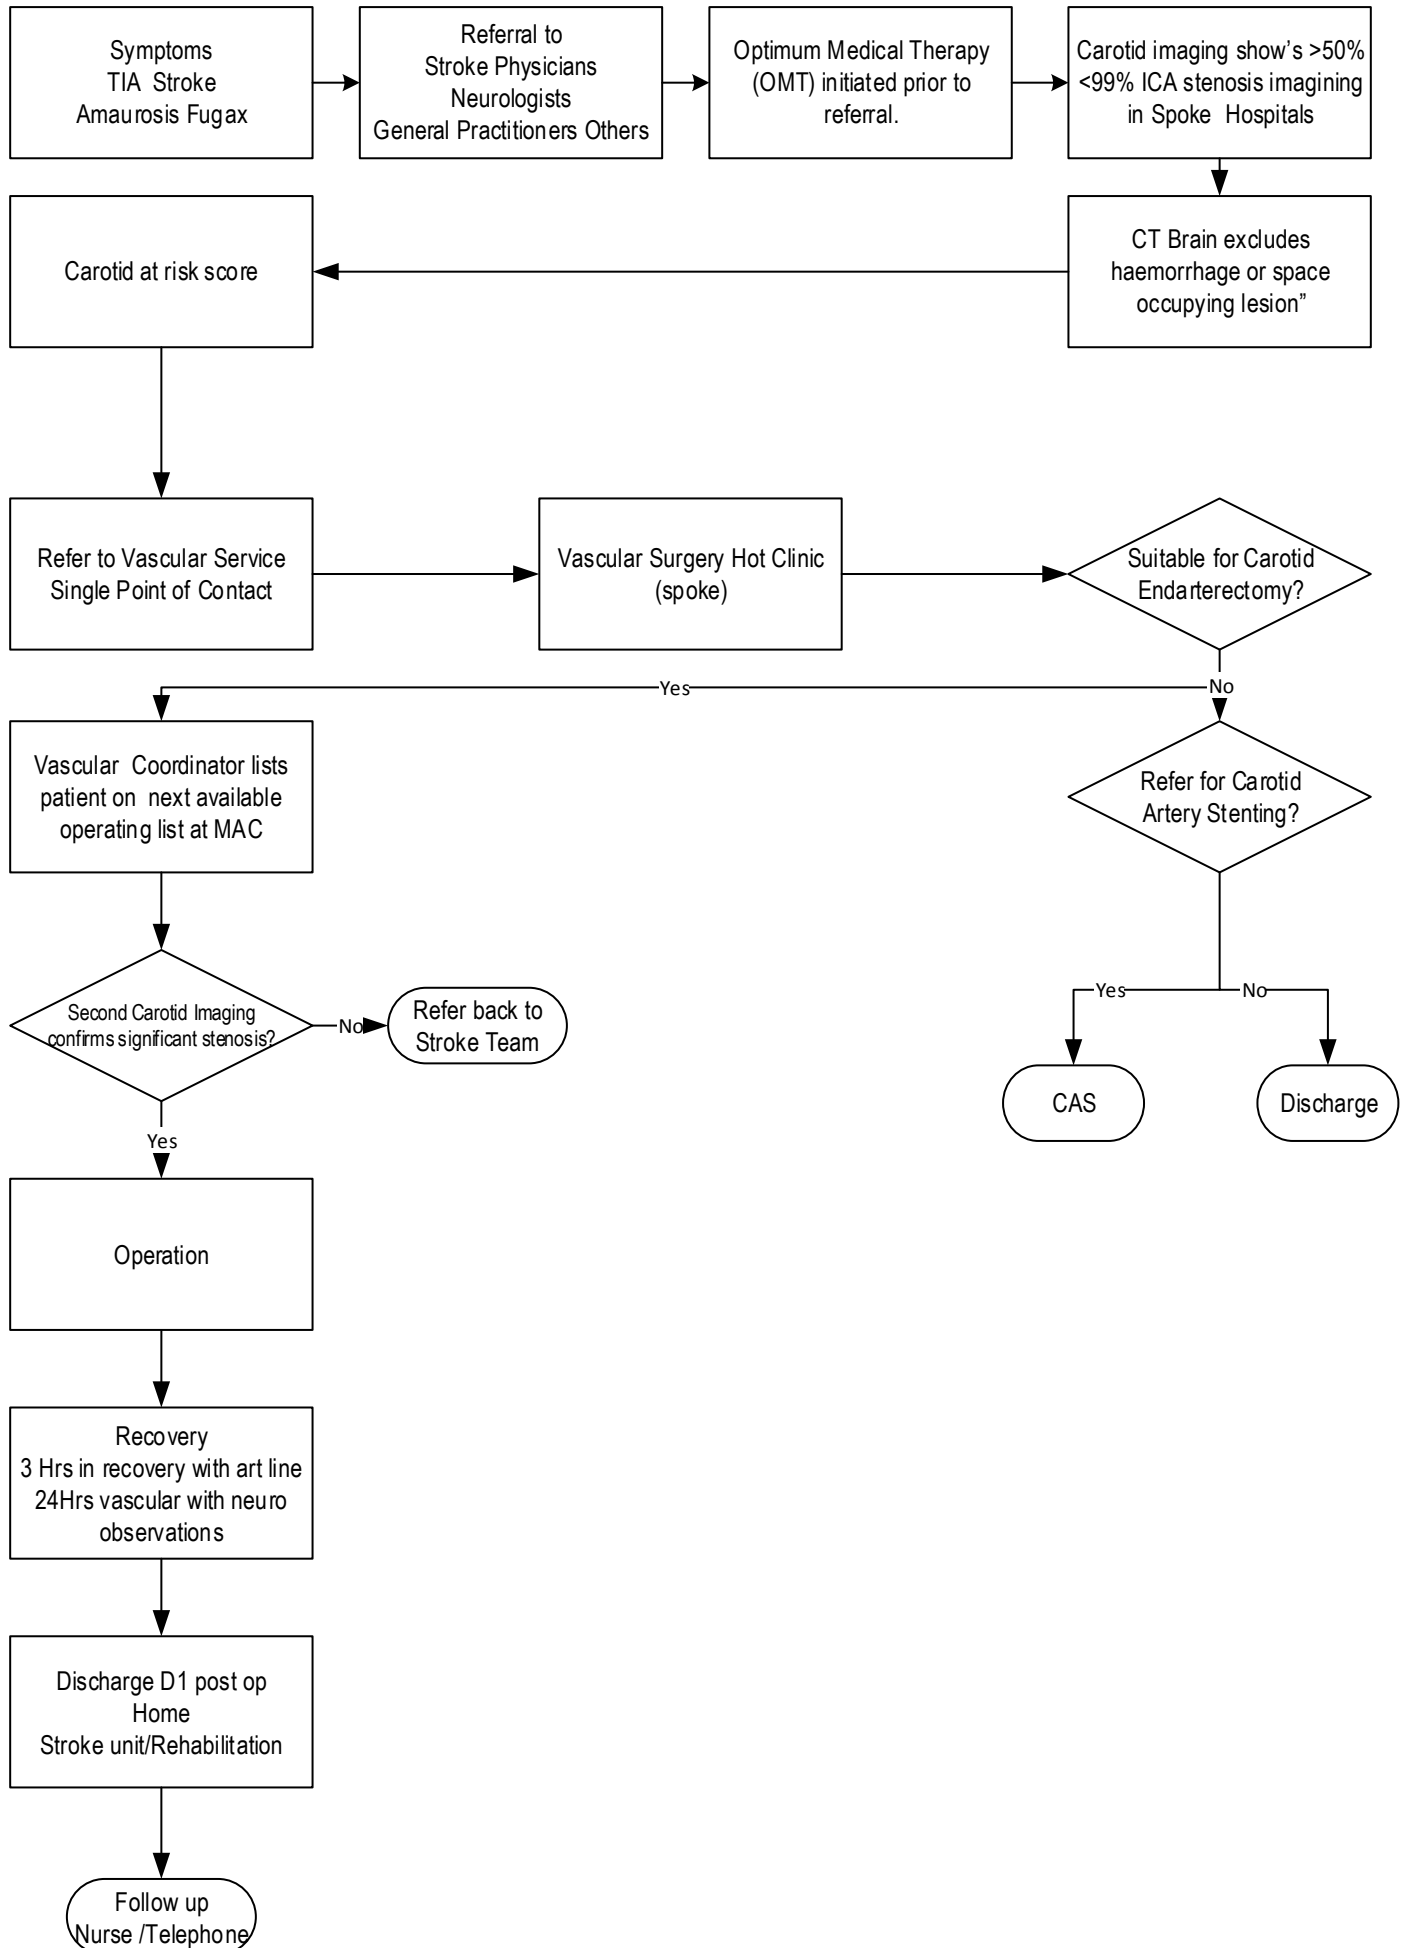 Symptoms
TIA Stroke
Amaurosis Fugax
Referral to
Stroke Physicians
Neurologists
General Practitioners Others
Optimum Medical Therapy
(OMT) initiated prior to
referral.
Carotid imaging show's >50%
<99% ICA stenosis imagining
in Spoke Hospitals
Carotid at risk score
CT Brain excludes
haemorrhage or space
occupying lesion”
Refer to Vascular Service
Single Point of Contact
Vascular Surgery Hot Clinic
(spoke)
Suitable for Carotid
Endarterectomy?
Yes
No
Vascular Coordinator lists
patient on next available
operating list at MAC
Refer for Carotid
Artery Stenting?
Second Carotid Imaging
confirms significant stenosis?
No
Refer back to
Stroke Team
Yes
No
CAS
Discharge
Yes
Operation
Recovery
3 Hrs in recovery with art line
24Hrs vascular with neuro
observations
Discharge D1 post op
Home
Stroke unit/Rehabilitation
Follow up
Nurse /Telephone